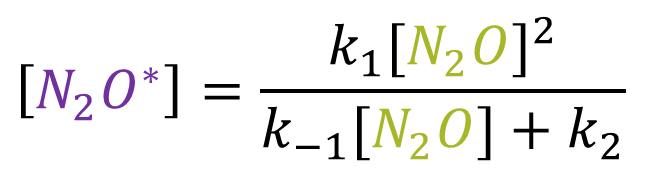 [N₂O*] = k₁[N₂O]² / k₋₁[N₂O] + k₂